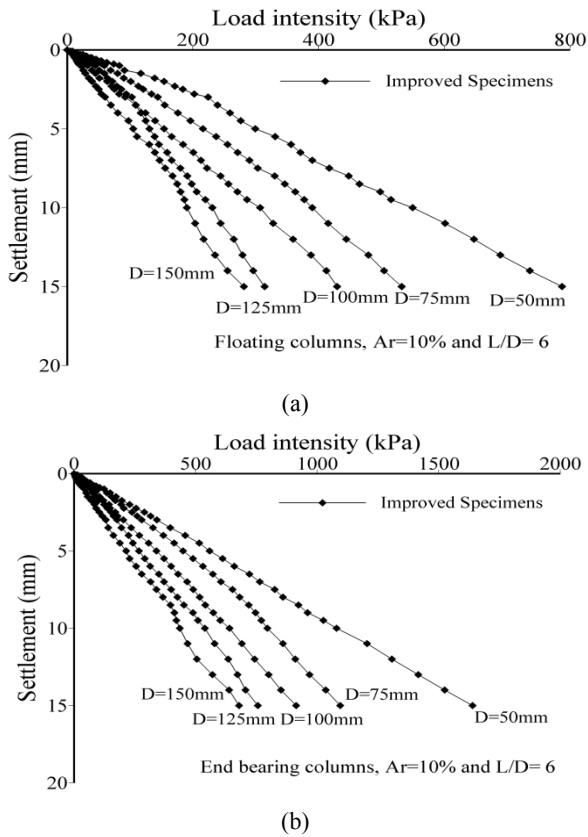 Load intensity (kPa)
0 200 400 600 800
0
5
10
15
20
Settlement (mm)
Improved Specimens
D=150mm
D=125mm
D=100mm
D=75mm
D=50mm
Floating columns, Ar=10% and L/D= 6
(a)
Load intensity (kPa)
0 500 1000 1500 2000
0
5
10
15
20
Settlement (mm)
Improved Specimens
D=150mm
D=125mm
D=100mm
D=75mm
D=50mm
End bearing columns, Ar=10% and L/D= 6
(b)